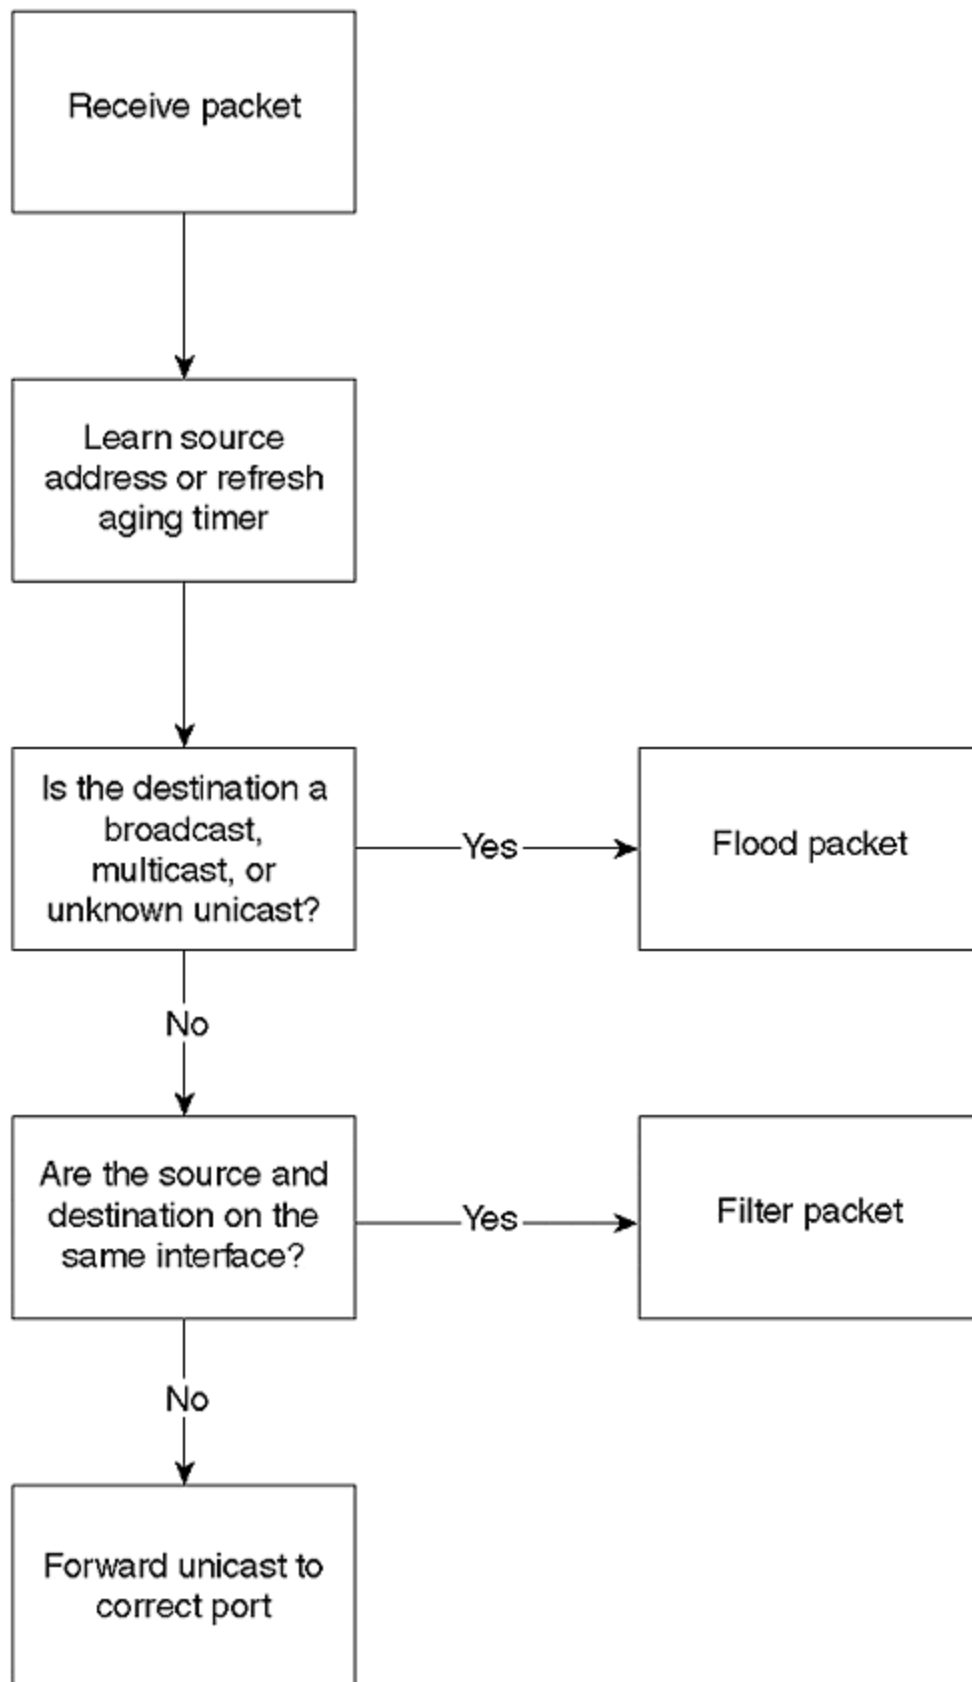 Receive packet
Learn source
address or refresh
aging timer
Is the destination a
broadcast,
multicast, or
unknown unicast?
Yes
Flood packet
No
Are the source and
destination on the
same interface?
Yes
Filter packet
No
Forward unicast to
correct port